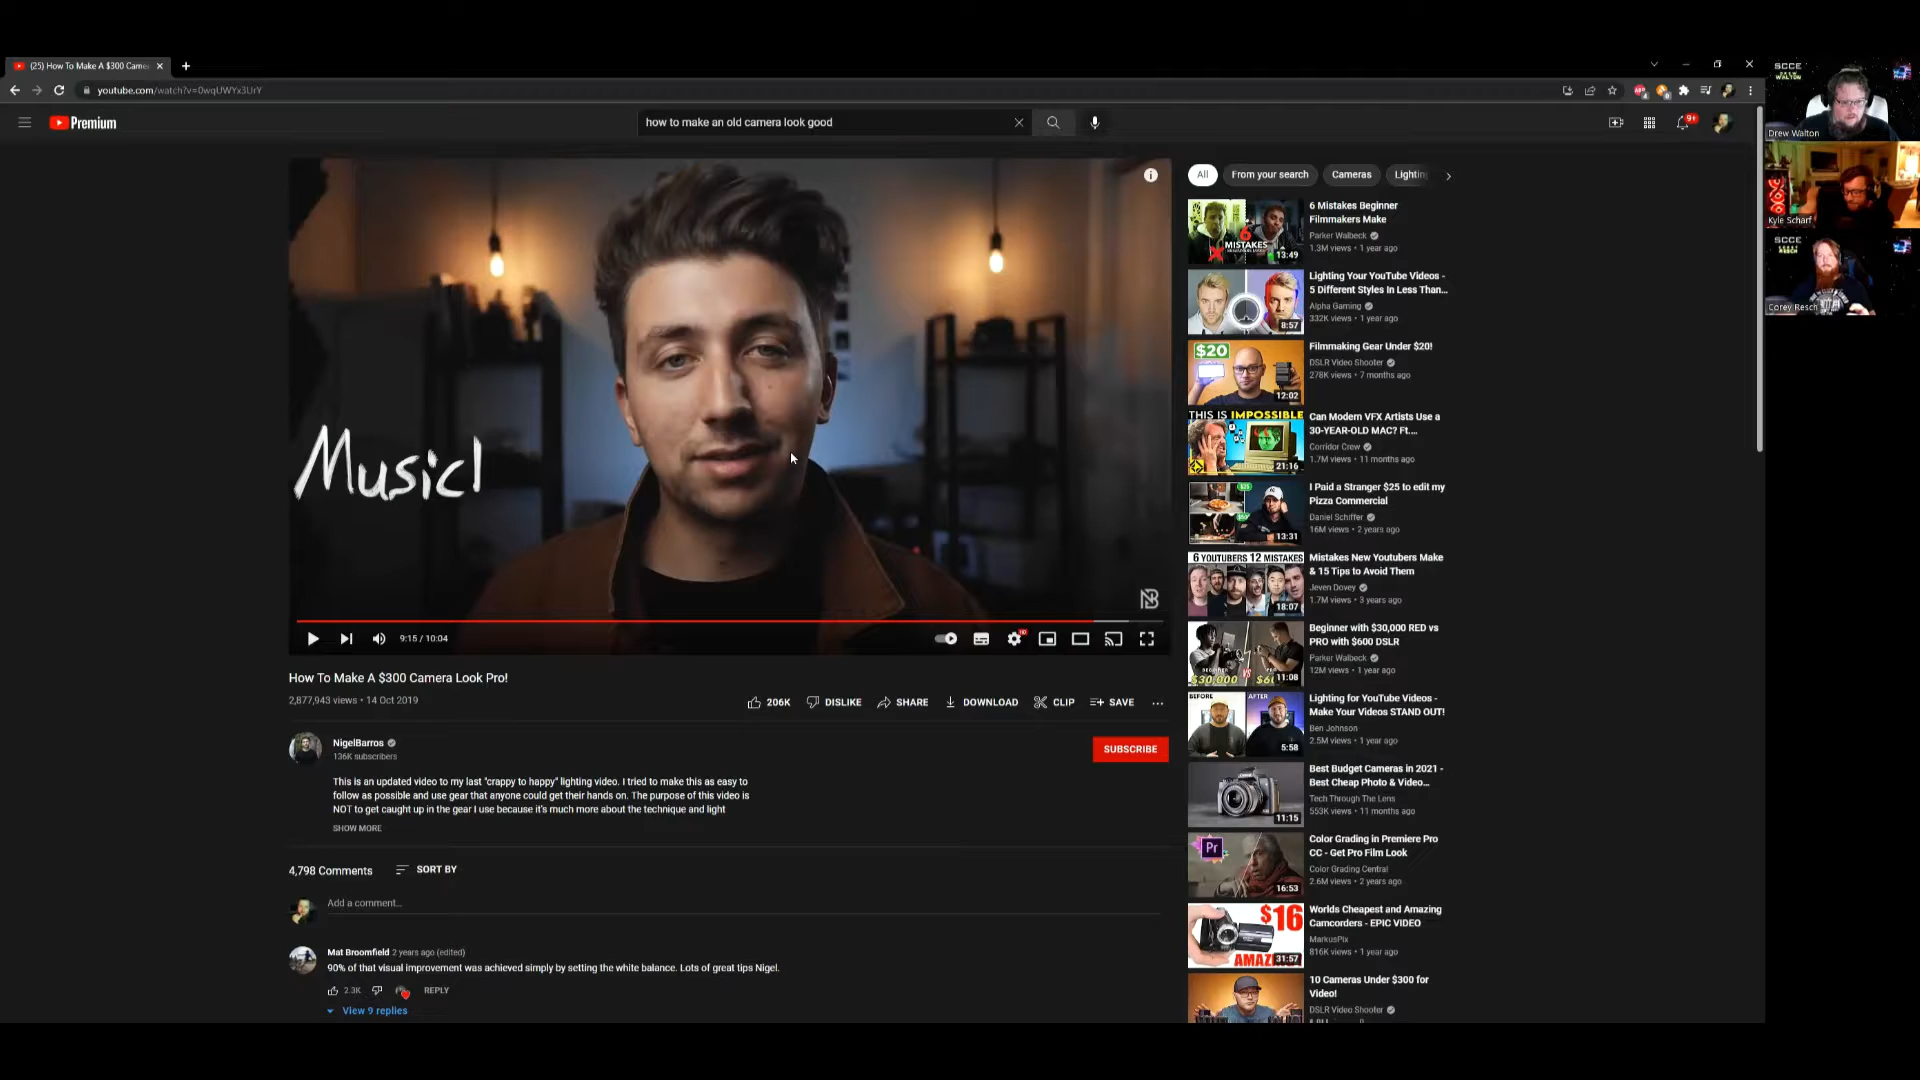 (25) How To Make A $300 Came
youtube.com/watch?v=0wqUWYx3UrY
Premium
how to make an old camera look good
9+
SCCE
DREW
WALTON
Drew Walton
Kyle Scharf
SCCE
COREY
RESCH
Corey Resch
Music
NB
9:15 / 10:04
HD
How To Make A $300 Camera Look Pro!
2,877,943 views • 14 Oct 2019
206K
DISLIKE
SHARE
DOWNLOAD
CLIP
SAVE
NigelBarros
136K subscribers
SUBSCRIBE
This is an updated video to my last "crappy to happy" lighting video. I tried to make this as easy to
follow as possible and use gear that anyone could get their hands on. The purpose of this video is
NOT to get caught up in the gear I use because it's much more about the technique and light
SHOW MORE
4,798 Comments
SORT BY
Add a comment...
Mat Broomfield 2 years ago (edited)
90% of that visual improvement was achieved simply by setting the white balance. Lots of great tips Nigel.
2.3K
REPLY
View 9 replies
All
From your search
Cameras
Lightin
6
MISTAKES
13:49
6 Mistakes Beginner
Filmmakers Make
Parker Walbeck
1.3M views • 1 year ago
8:57
Lighting Your YouTube Videos -
5 Different Styles In Less Than...
Alpha Gaming
332K views • 1 year ago
$20
12:02
Filmmaking Gear Under $20!
DSLR Video Shooter
278K views • 7 months ago
THIS IS IMPOSSIBLE
21:16
Can Modern VFX Artists Use a
30-YEAR-OLD MAC? Ft....
Corridor Crew
1.7M views • 11 months ago
13:31
I Paid a Stranger $25 to edit my
Pizza Commercial
Daniel Schiffer
16M views • 2 years ago
6 YOUTUBERS 12 MISTAKES
18:07
Mistakes New Youtubers Make
& 15 Tips to Avoid Them
Jeven Dovey
1.7M views • 3 years ago
BEGINNER
VS
$30,000
11:08
Beginner with $30,000 RED vs
PRO with $600 DSLR
Parker Walbeck
12M views • 1 year ago
BEFORE
AFTER
5:58
Lighting for YouTube Videos -
Make Your Videos STAND OUT!
Ben Johnson
2.5M views • 1 year ago
11:15
Best Budget Cameras in 2021 -
Best Cheap Photo & Video...
Tech Through The Lens
553K views • 11 months ago
Pr
16:53
Color Grading in Premiere Pro
CC - Get Pro Film Look
Color Grading Central
2.6M views • 2 years ago
$16
AMAZ
31:57
Worlds Cheapest and Amazing
Camcorders - EPIC VIDEO
MarkusPix
816K views • 1 year ago
10 Cameras Under $300 for
Video!
DSLR Video Shooter